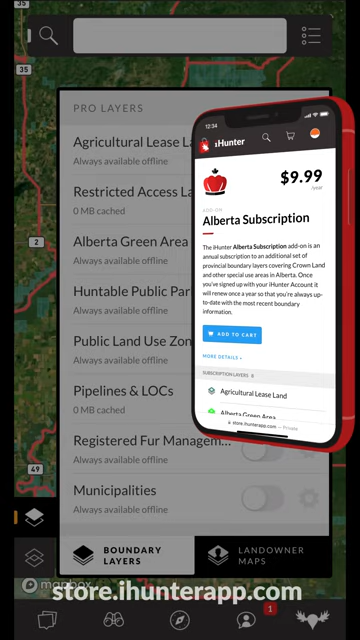 35
35
PRO LAYERS
Agricultural Lease La
Always available offline
Restricted Access La
0 MB cached
2
Alberta Green Area
Always available offline
Huntable Public Par
Always available offline
Public Land Use Zon
Always available offline
Pipelines & LOCs
0 MB cached
Registered Fur Managem...
Always available offline
49
Municipalities
Always available offline
BOUNDARY
LAYERS
LANDOWNER
MAPS
mapbox
1
12:34
iHunter
$9.99
/year
ADD-ON
Alberta Subscription
The iHunter Alberta Subscription add-on is an
annual subscription to an additional set of
provincial boundary layers covering Crown Land
and other special use areas in Alberta. Once
you've signed up with your iHunter Account it
will renew once a year so that you're always up-
to-date with the most recent boundary
information.
ADD TO CART
MORE DETAILS
SUBSCRIPTION LAYERS 8
Agricultural Lease Land
Alberta Green Area
store.ihunterapp.com — Private
store.ihunterapp.com